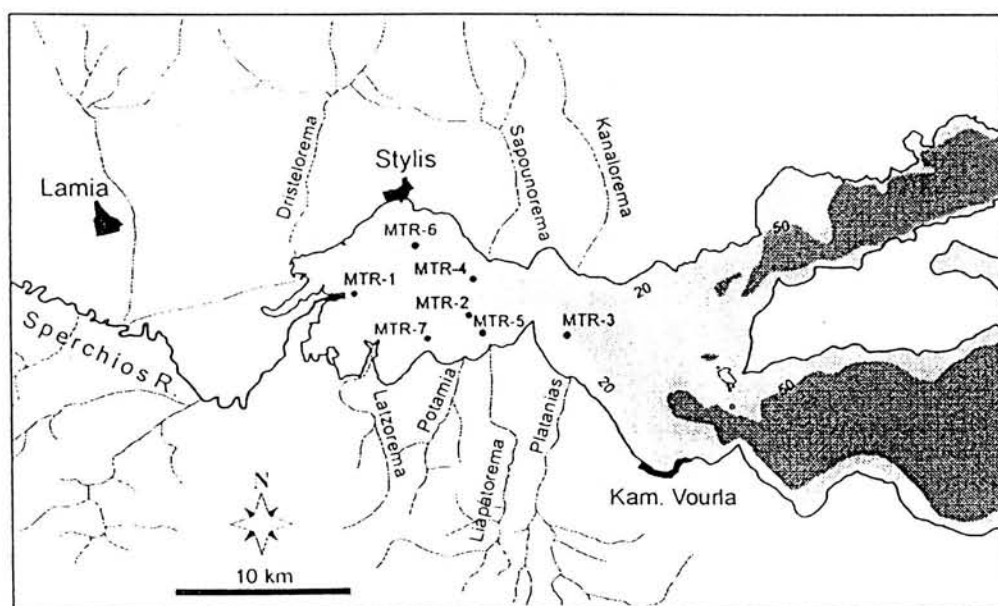 Lamia
Stylis
Dristelorema
Sapounorema
Kanalorema
MTR-6
MTR-1
MTR-4
MTR-2
MTR-7
MTR-5
MTR-3
20
50
20
50
Sperchios R.
Latzorema
Potamia
Liapatorema
Platanias
Kam. Vourla
N
10 km